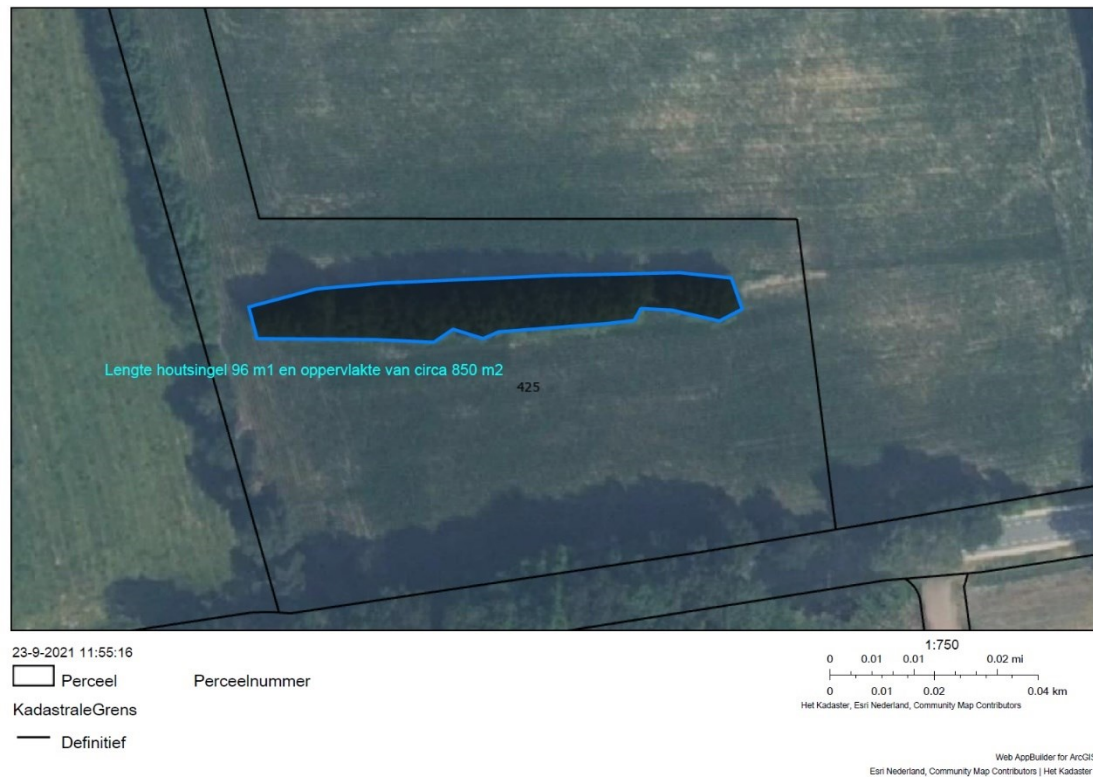 Lengte houtsingel 96 m1 en oppervlakte van circa 850 m2
425
23-9-2021 11:55:16
Perceel Perceelnummer
KadastraleGrens
Definitief
1:750
0 0.01 0.01 0.02 mi
0 0.01 0.02 0.04 km
Het Kadaster, Esri Nederland, Community Map Contributors
Web AppBuilder for ArcGIS
Esri Nederland, Community Map Contributors | Het Kadaster